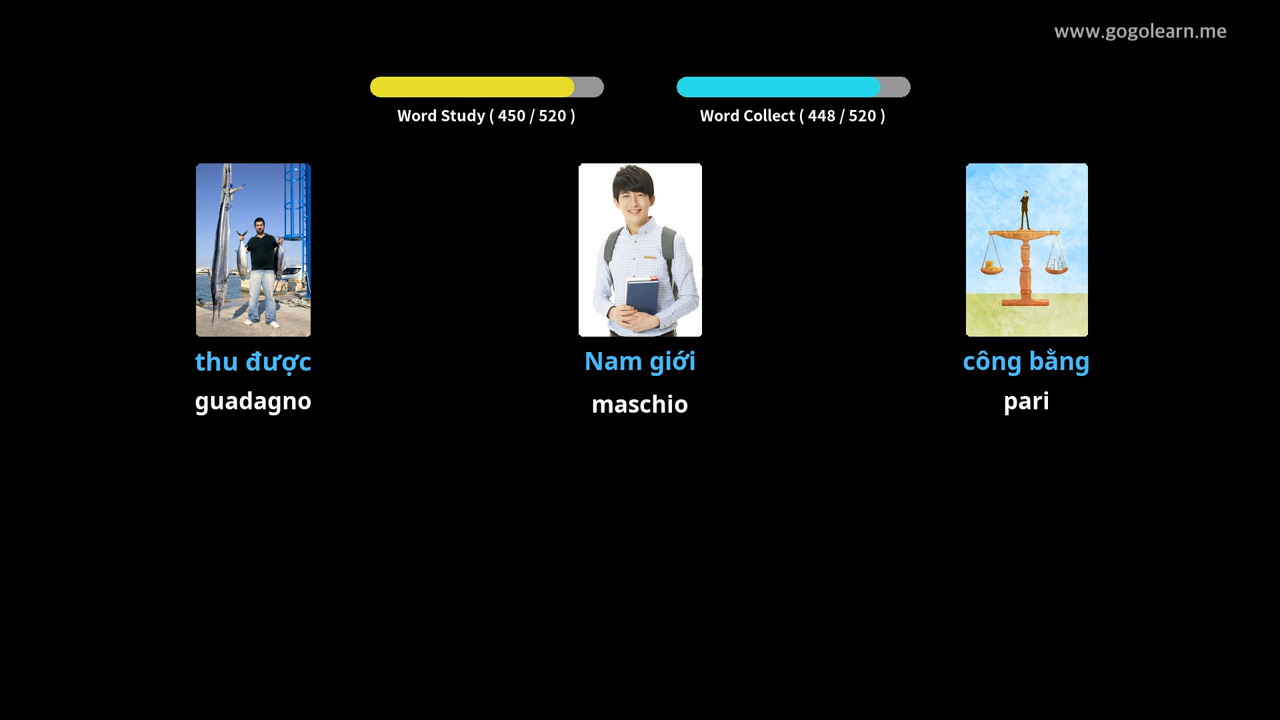 www.gogolearn.me
Word Study ( 450 / 520 )
Word Collect ( 448 / 520 )
thu được
guadagno
Nam giới
maschio
công bằng
pari